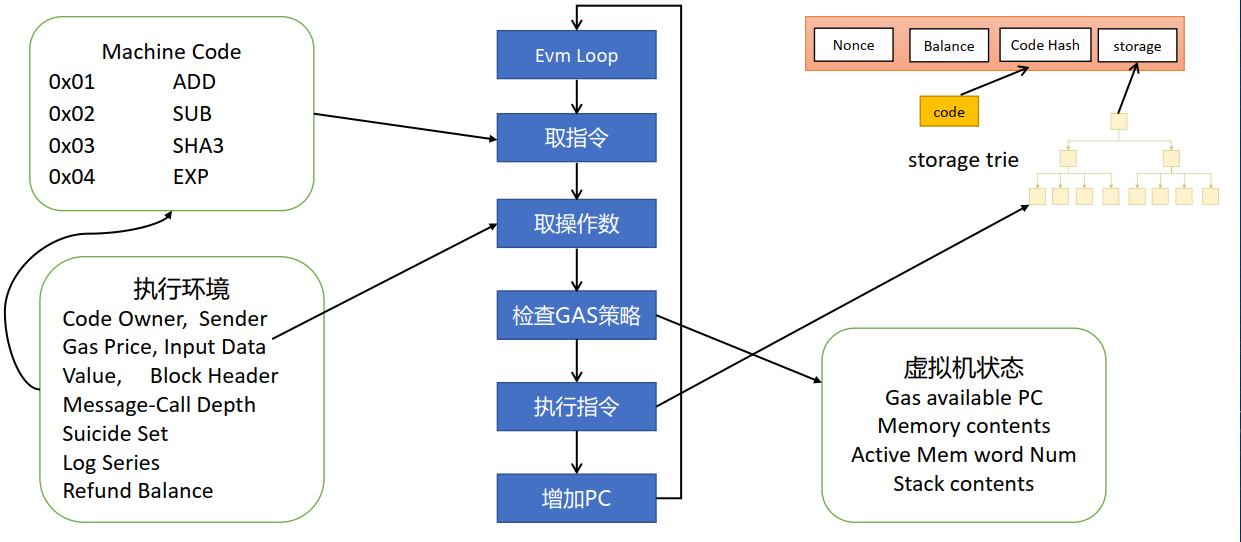 Machine Code
0x01 ADD
0x02 SUB
0x03 SHA3
0x04 EXP
执行环境
Code Owner, Sender
Gas Price, Input Data
Value, Block Header
Message-Call Depth
Suicide Set
Log Series
Refund Balance
Evm Loop
取指令
取操作数
检查GAS策略
执行指令
增加PC
Nonce
Balance
Code Hash
storage
code
storage trie
虚拟机状态
Gas available PC
Memory contents
Active Mem word Num
Stack contents